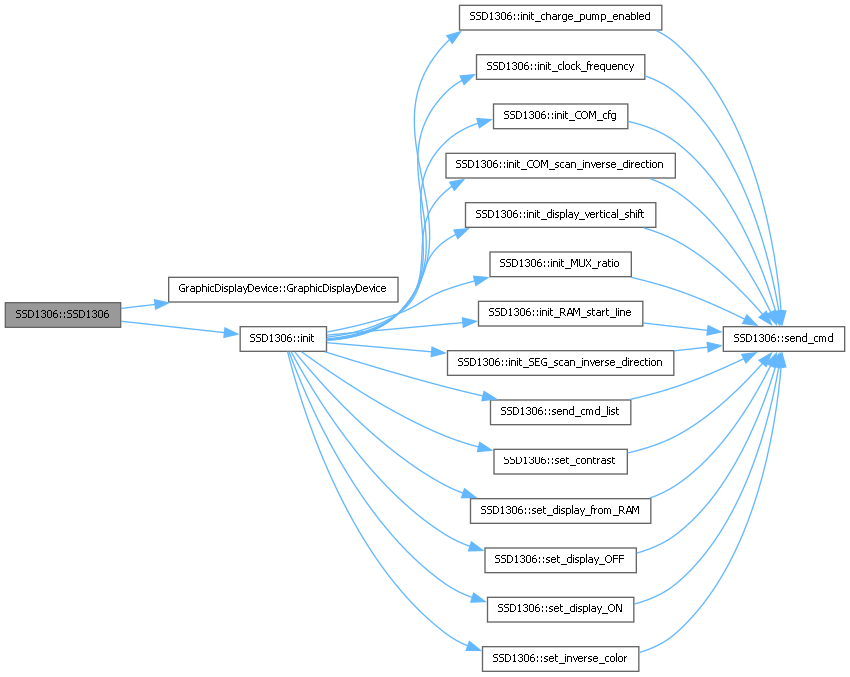 SSD1306::SSD1306
GraphicDisplayDevice::GraphicDisplayDevice
SSD1306::init
SSD1306::init_charge_pump_enabled
SSD1306::init_clock_frequency
SSD1306::init_COM_cfg
SSD1306::init_COM_scan_inverse_direction
SSD1306::init_display_vertical_shift
SSD1306::init_MUX_ratio
SSD1306::init_RAM_start_line
SSD1306::init_SEG_scan_inverse_direction
SSD1306::send_cmd_list
SSD1306::set_contrast
SSD1306::set_display_from_RAM
SSD1306::set_display_OFF
SSD1306::set_display_ON
SSD1306::set_inverse_color
SSD1306::send_cmd